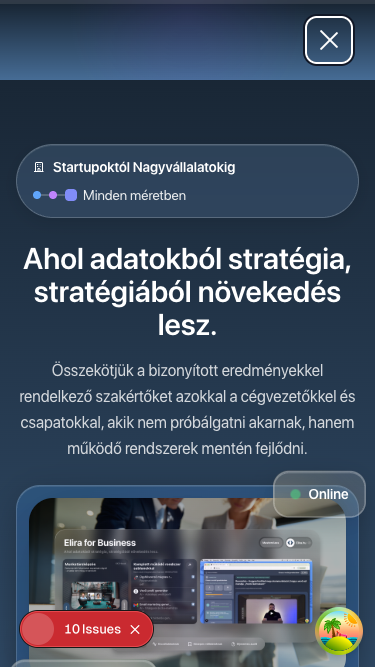 Startupoktól Nagyvállalatokig
Minden méretben
Ahol adatokból stratégia,
stratégiából növekedés
lesz.
Összekötjük a bizonyított eredményekkel
rendelkező szakértőket azokkal a cégvezetőkkel és
csapatokkal, akik nem próbálgatni akarnak, hanem
működő rendszerek mentén fejlődni.
Online
Elira for Business
10 Issues